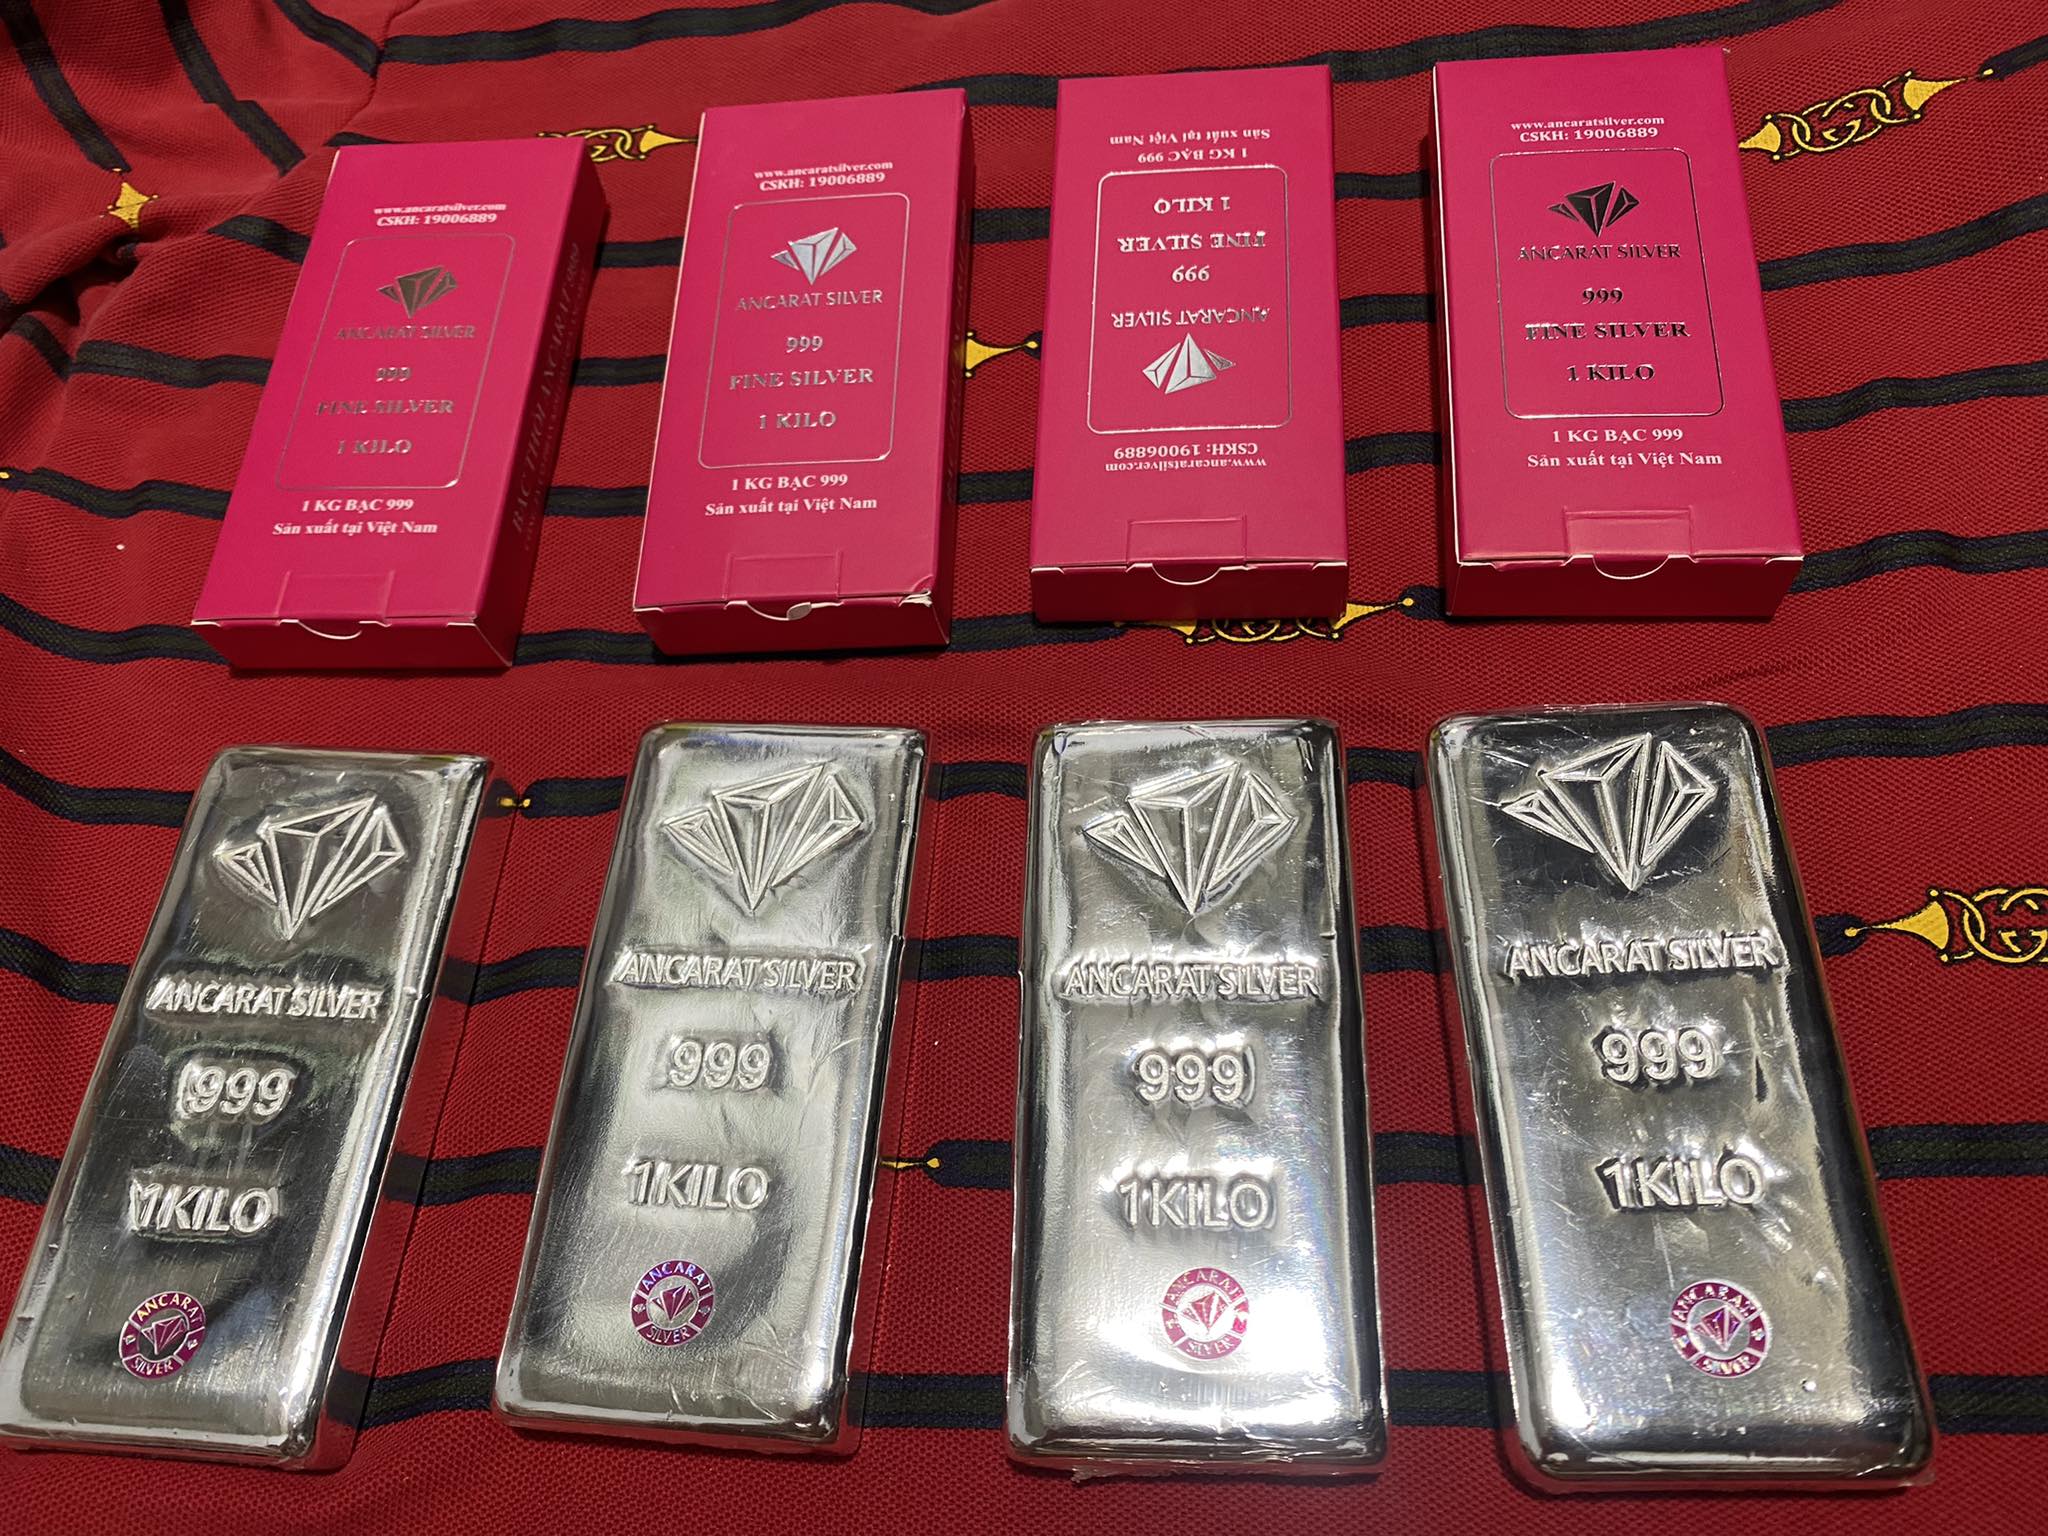 www.ancaratsilver.com
CSKH: 19006889
ANCARAT SILVER
999
FINE SILVER
1 KILO
1 KG BẠC 999
Sản xuất tại Việt Nam
www.ancaratsilver.com
CSKH: 19006889
ANCARAT SILVER
999
FINE SILVER
1 KILO
1 KG BẠC 999
Sản xuất tại Việt Nam
www.ancaratsilver.com
CSKH: 19006889
ANCARAT SILVER
999
FINE SILVER
1 KILO
1 KG BẠC 999
Sản xuất tại Việt Nam
www.ancaratsilver.com
CSKH: 19006889
ANCARAT SILVER
999
FINE SILVER
1 KILO
1 KG BẠC 999
Sản xuất tại Việt Nam
ANCARAT SILVER
999
1KILO
ANCARAT
SILVER
ANCARAT SILVER
999
1KILO
ANCARAT
SILVER
ANCARAT SILVER
999
1KILO
ANCARAT
SILVER
ANCARAT SILVER
999
1KILO
ANCARAT
SILVER